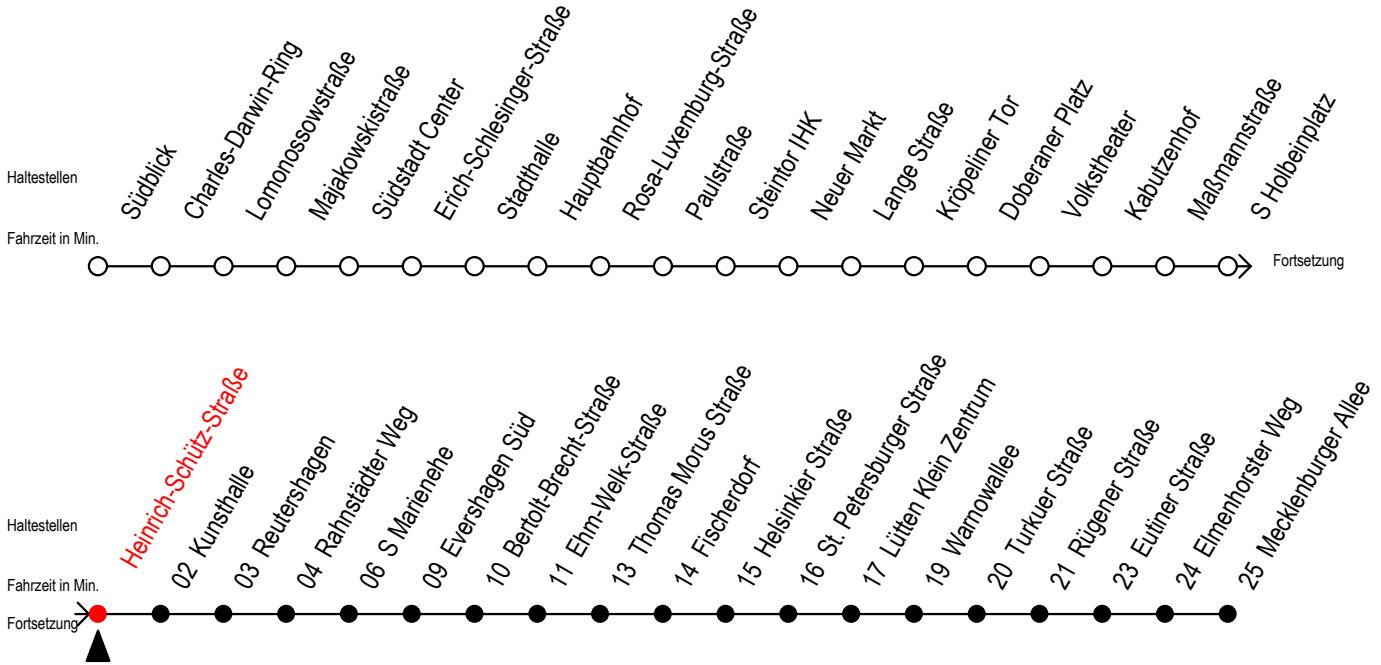 Haltestellen
Südblick
Charles-Darwin-Ring
Lomonossowstraße
Majakowskistraße
Südstadt Center
Erich-Schlesinger-Straße
Stadthalle
Hauptbahnhof
Rosa-Luxemburg-Straße
Paulstraße
Steintor IHK
Neuer Markt
Lange Straße
Kröpeliner Tor
Doberaner Platz
Volkstheater
Kabutzenhof
Maßmannstraße
S Holbeinplatz
Fahrzeit in Min.
Fortsetzung
Haltestellen
Heinrich-Schütz-Straße
02 Kunsthalle
03 Reutershagen
04 Rahnstädter Weg
06 S Marienehe
09 Evershagen Süd
10 Bertolt-Brecht-Straße
11 Ehm-Welk-Straße
13 Thomas Morus Straße
14 Fischerdorf
15 Helsinkier Straße
16 St. Petersburger Straße
17 Lütten Klein Zentrum
19 Warnowallee
20 Turkuer Straße
21 Rügener Straße
23 Eutiner Straße
24 Elmenhorster Weg
25 Mecklenburger Allee
Fahrzeit in Min.
Fortsetzung